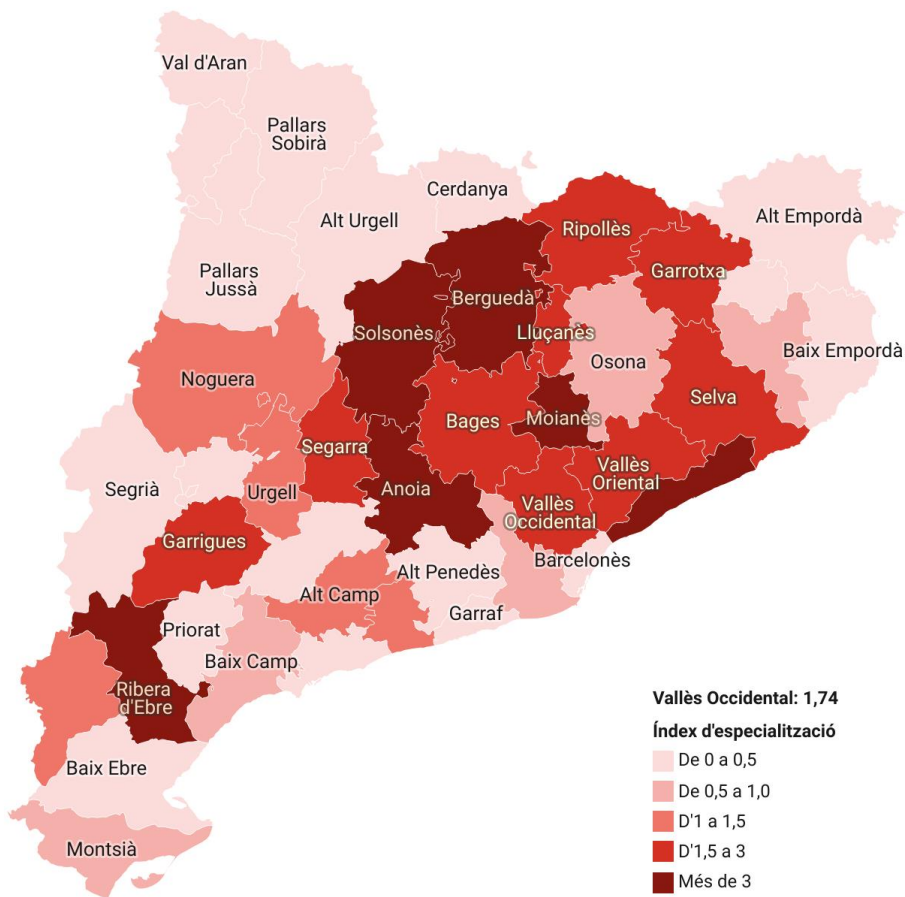 Val d'Aran
Pallars
Sobirà
Cerdanya
Alt Urgell
Ripollès
Alt Empordà
Pallars
Jussà
Garrotxa
Berguedà
Solsonès
Lluçanès
Osona
Baix Empordà
Noguera
Selva
Bages
Moianès
Segarra
Vallès
Oriental
Segrià
Urgell
Anoia
Vallès
Occidental
Garrigues
Barcelonès
Alt Penedès
Alt Camp
Garraf
Priorat
Baix Camp
Ribera
d'Ebre
Baix Ebre
Montsià
Vallès Occidental: 1,74
Índex d'especialització
De 0 a 0,5
De 0,5 a 1,0
D'1 a 1,5
D'1,5 a 3
Més de 3